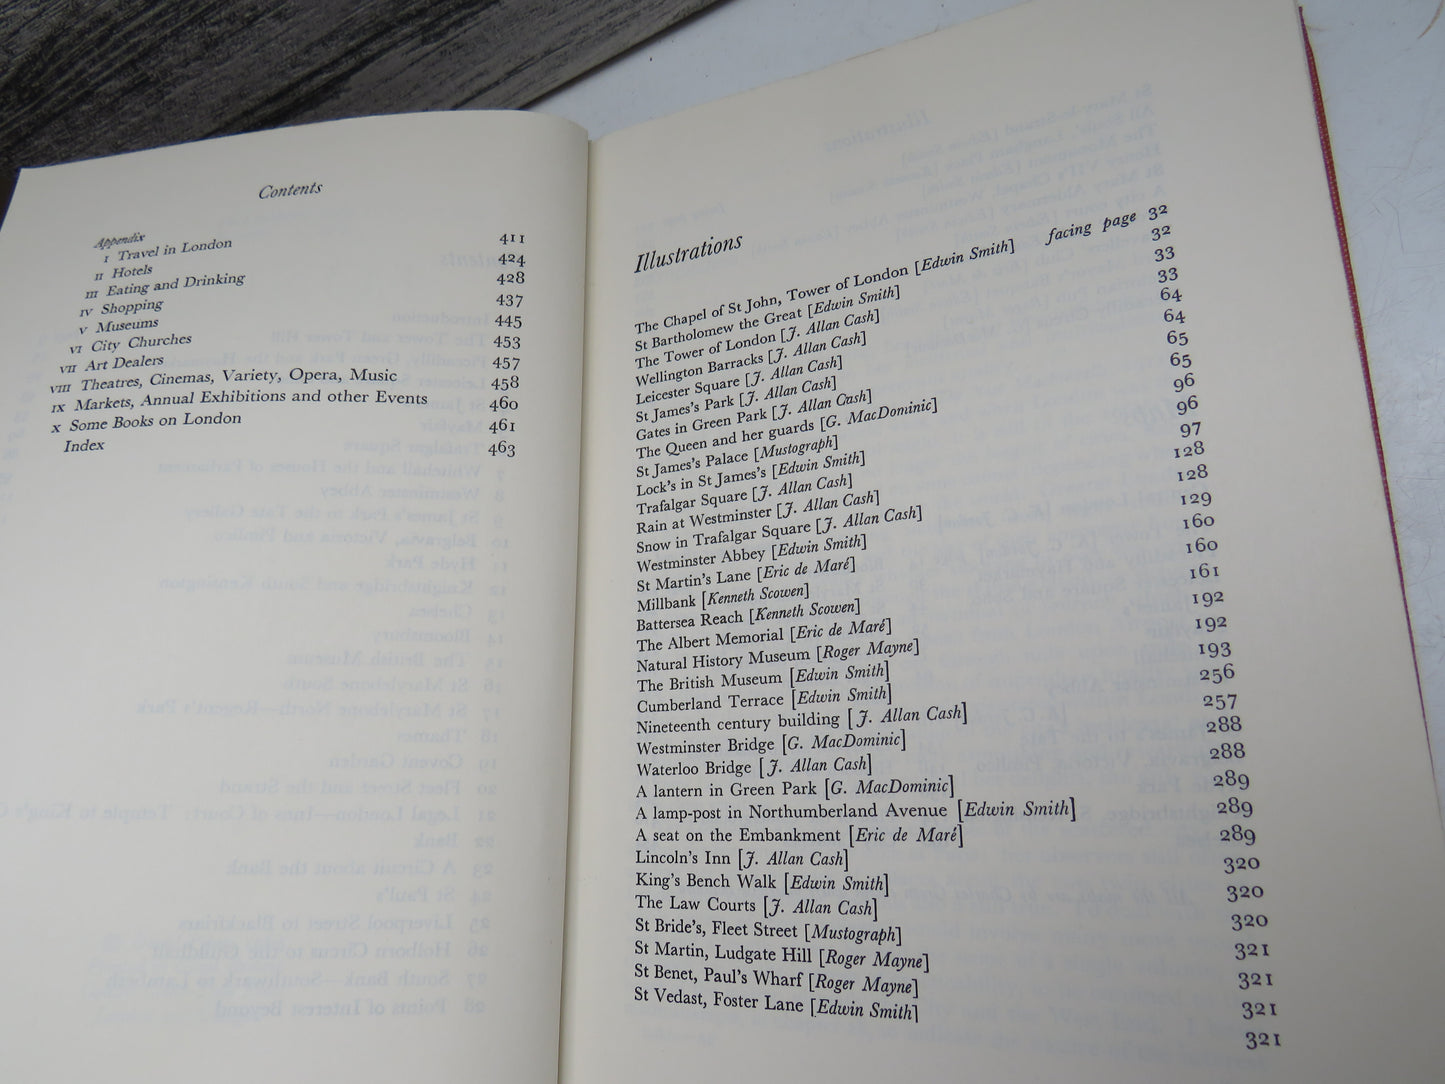 Contents
Appendix
I Travel in London 411
II Hotels 424
III Eating and Drinking 428
IV Shopping 437
V Museums 445
VI City Churches 453
VII Art Dealers 457
VIII Theatres, Cinemas, Variety, Opera, Music 458
IX Markets, Annual Exhibitions and other Events 460
X Some Books on London 461
Index 463
Illustrations
The Chapel of St John, Tower of London [Edwin Smith] facing page 32
St Bartholomew the Great [Edwin Smith] 32
The Tower of London [J. Allan Cash] 33
Wellington Barracks [J. Allan Cash] 33
Leicester Square [J. Allan Cash] 64
St James's Park [J. Allan Cash] 64
Gates in Green Park [J. Allan Cash] 65
The Queen and her guards [G. MacDominic] 65
St James's Palace [Mustograph] 96
Lock's in St James's [Edwin Smith] 96
Trafalgar Square [J. Allan Cash] 97
Rain at Westminster [J. Allan Cash] 128
Snow in Trafalgar Square [J. Allan Cash] 128
Westminster Abbey [Edwin Smith] 129
St Martin's Lane [Eric de Maré] 160
Millbank [Kenneth Scowen] 160
Battersea Reach [Kenneth Scowen] 161
The Albert Memorial [Eric de Maré] 192
Natural History Museum [Roger Mayne] 192
The British Museum [Edwin Smith] 193
Cumberland Terrace [Edwin Smith] 256
Nineteenth century building [J. Allan Cash] 257
Westminster Bridge [G. MacDominic] 288
Waterloo Bridge [J. Allan Cash] 288
A lantern in Green Park [G. MacDominic] 289
A lamp-post in Northumberland Avenue [Edwin Smith] 289
A seat on the Embankment [Eric de Maré] 289
Lincoln's Inn [J. Allan Cash] 320
King's Bench Walk [Edwin Smith] 320
The Law Courts [J. Allan Cash] 320
St Bride's, Fleet Street [Mustograph] 321
St Martin, Ludgate Hill [Roger Mayne] 321
St Benet, Paul's Wharf [Roger Mayne] 321
St Vedast, Foster Lane [Edwin Smith] 321